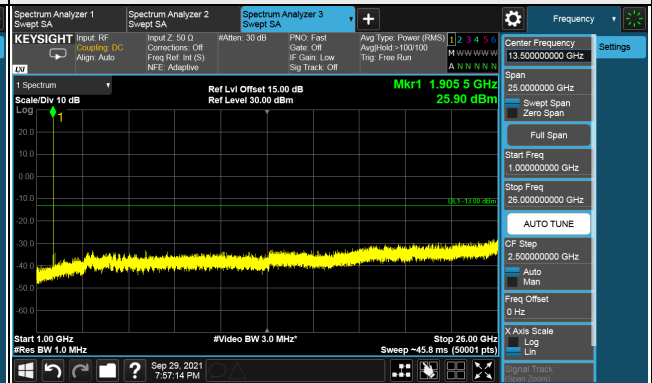 Spectrum Analyzer 1
Swept SA
Spectrum Analyzer 2
Swept SA
Spectrum Analyzer 3
Swept SA
+
Frequency
KEYSIGHT
Input: RF
Coupling: DC
Align: Auto
Input Z: 50 Ω
Corrections: Off
Freq Ref: Int (S)
NFE: Adaptive
#Atten: 30 dB
PNO: Fast
Gate: Off
IF Gain: Low
Sig Track: Off
Avg Type: Power (RMS)
Avg|Hold:>100/100
Trig: Free Run
1 2 3 4 5 6
M W W W W W
A N N N N N
LXI
1 Spectrum
Scale/Div 10 dB
Log
Ref Lvl Offset 15.00 dB
Ref Level 30.00 dBm
Mkr1 1.905 5 GHz
25.90 dBm
1
20.0
10.0
0.00
-10.0
-20.0
-30.0
-40.0
-50.0
-60.0
DL1 -13.00 dBm
Start 1.00 GHz
#Res BW 1.0 MHz
#Video BW 3.0 MHz*
Stop 26.00 GHz
Sweep ~45.8 ms (50001 pts)
Sep 29, 2021
7:57:14 PM
?
Center Frequency
13.500000000 GHz
Span
25.0000000 GHz
Swept Span
Zero Span
Full Span
Start Freq
1.000000000 GHz
Stop Freq
26.000000000 GHz
AUTO TUNE
CF Step
2.500000000 GHz
Auto
Man
Freq Offset
0 Hz
X Axis Scale
Log
Lin
Signal Track
(Span Zoom)
Settings